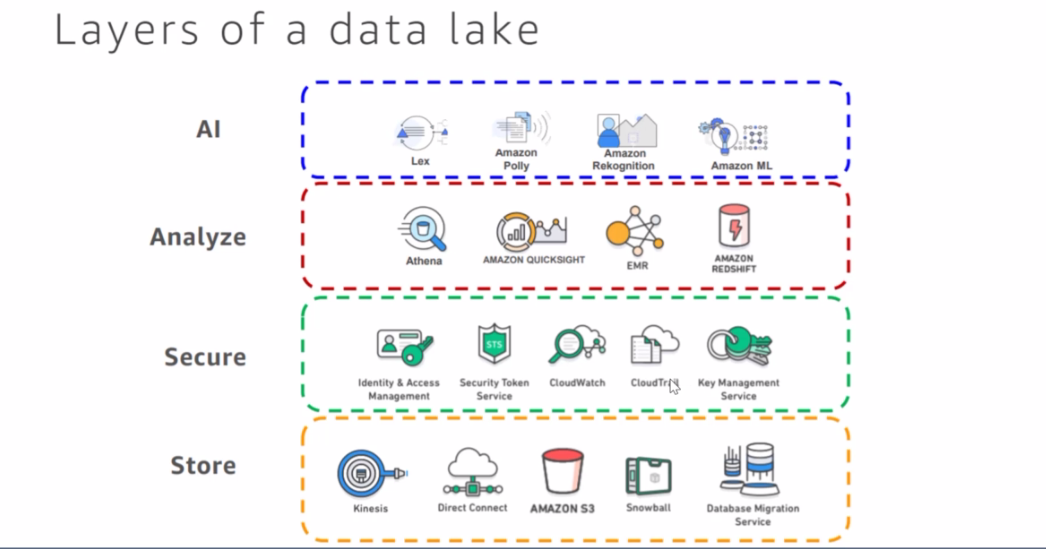 Layers of a data lake
AI
Lex
Amazon
Polly
Amazon
Rekognition
Amazon ML
Analyze
Athena
AMAZON QUICKSIGHT
EMR
AMAZON
REDSHIFT
Secure
Identity & Access
Management
STS
Security Token
Service
CloudWatch
CloudTrail
Key Management
Service
Store
Kinesis
Direct Connect
AMAZON S3
Snowball
Database Migration
Service